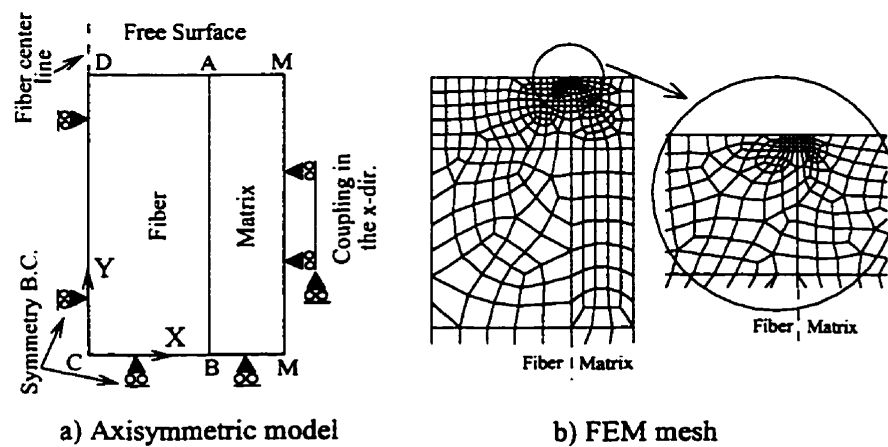 Free Surface
Fiber center
line
D
A
M
Fiber
Matrix
Coupling in
the x-dir.
Symmetry B.C.
Y
X
C
B
M
a) Axisymmetric model
Fiber
Matrix
Fiber
Matrix
b) FEM mesh